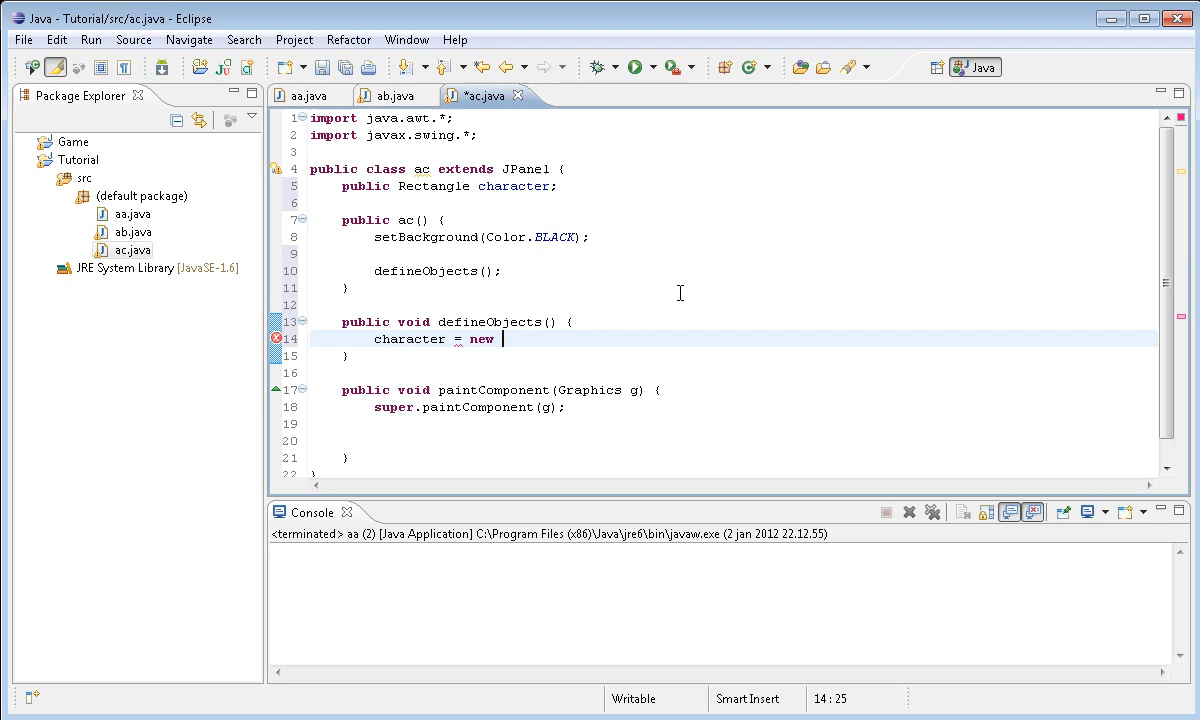 Java - Tutorial/src/ac.java - Eclipse
File Edit Run Source Navigate Search Project Refactor Window Help
Java
Package Explorer
aa.java ab.java *ac.java
Game
Tutorial
src
(default package)
aa.java
ab.java
ac.java
JRE System Library [JavaSE-1.6]
1 import java.awt.*;
2 import javax.swing.*;
3
4 public class ac extends JPanel {
5 public Rectangle character;
6
7 public ac() {
8 setBackground(Color.BLACK);
9
10 defineObjects();
11 }
12
13 public void defineObjects() {
14 character = new
15 }
16
17 public void paintComponent(Graphics g) {
18 super.paintComponent(g);
19
20
21 }
22 }
Console
<terminated> aa (2) [Java Application] C:\Program Files (x86)\Java\jre6\bin\javaw.exe (2 jan 2012 22.12.55)
Writable Smart Insert 14 : 25